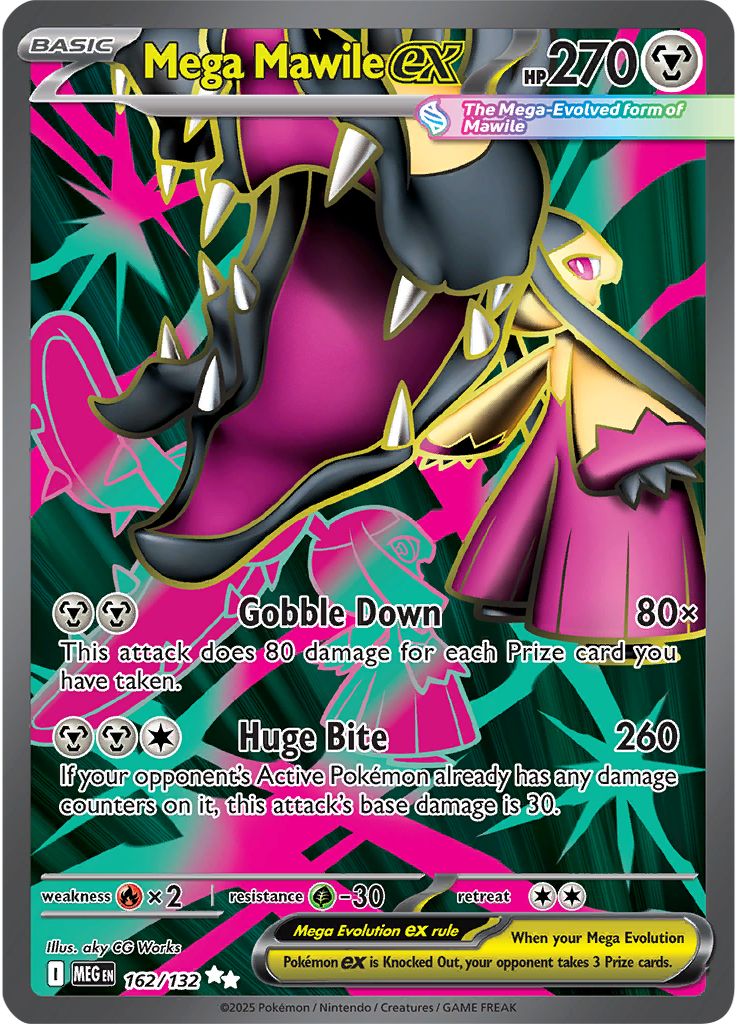 BASIC
Mega Mawile ex
HP 270
The Mega-Evolved form of
Mawile
Gobble Down 80×
This attack does 80 damage for each Prize card you
have taken.
Huge Bite 260
If your opponent's Active Pokémon already has any damage
counters on it, this attack's base damage is 30.
weakness ×2 resistance -30 retreat
Illus. aky CG Works
Mega Evolution ex rule
When your Mega Evolution
Pokémon ex is Knocked Out, your opponent takes 3 Prize cards.
I MEG EN 162/132
©2025 Pokémon / Nintendo / Creatures / GAME FREAK